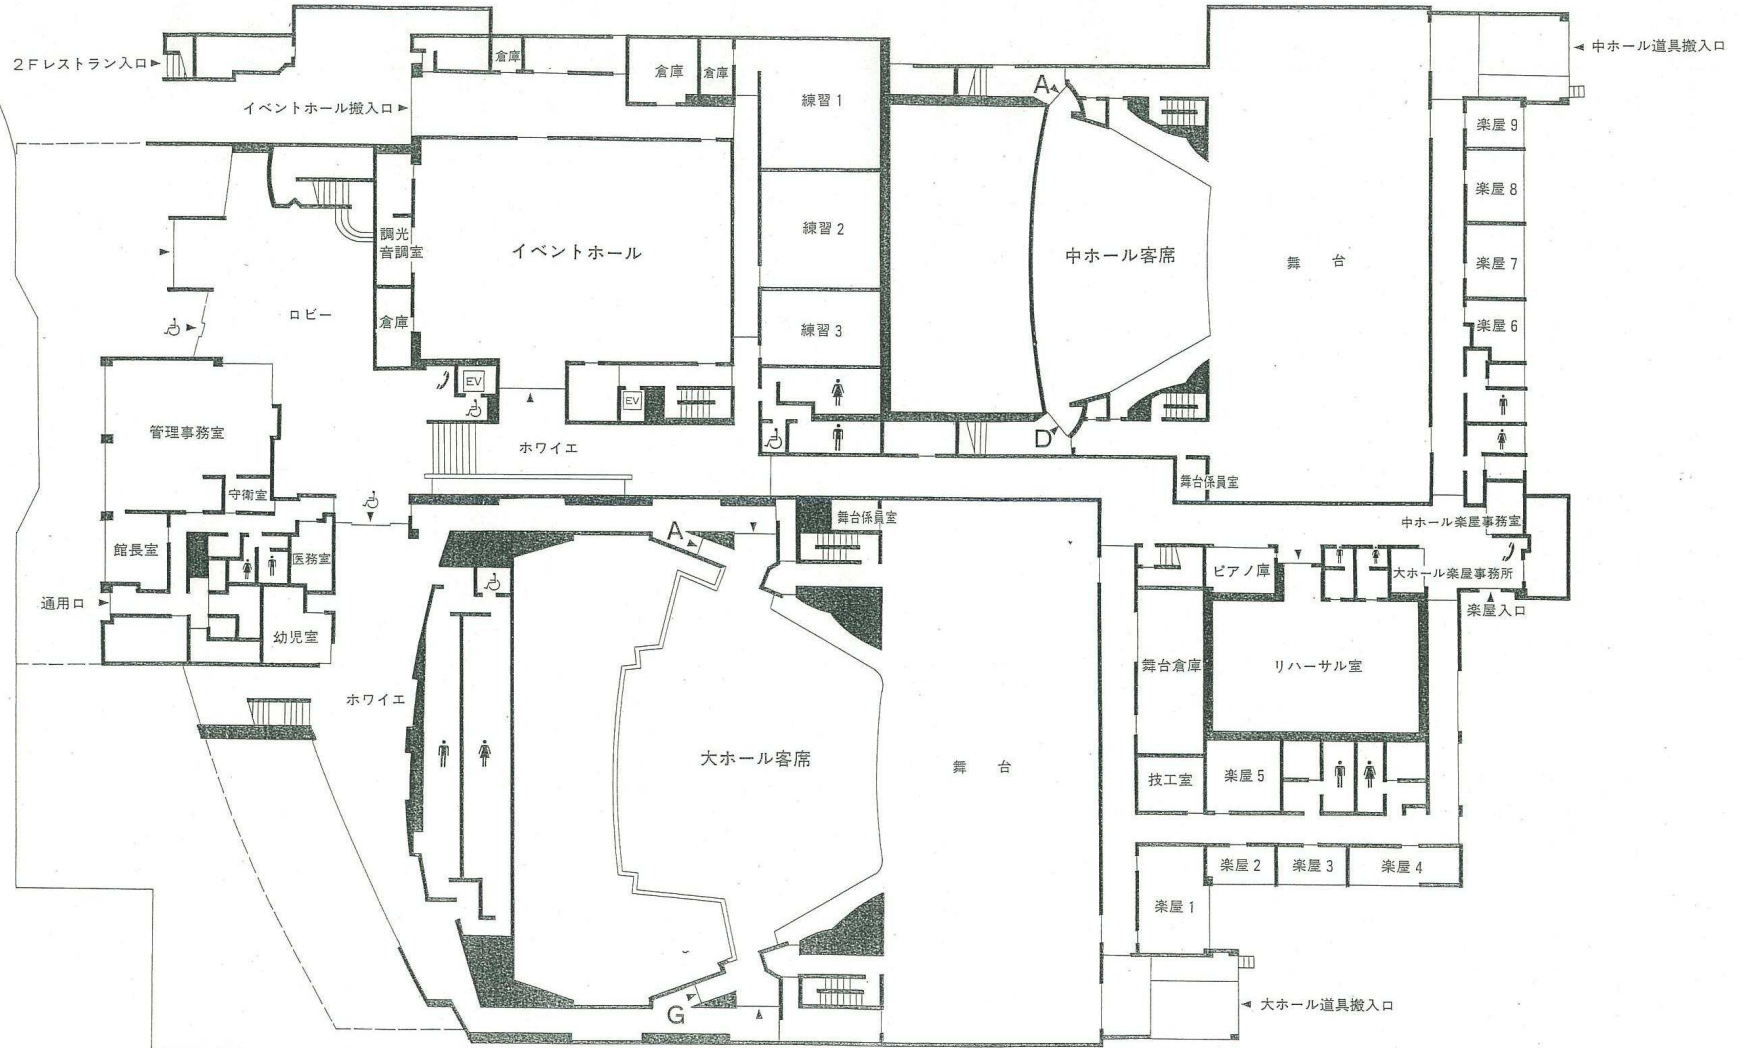 2Fレストラン入口
イベントホール搬入口
倉庫
倉庫
倉庫
練習1
練習2
練習3
調光
音調室
倉庫
イベントホール
ロビー
EV
EV
ホワイエ
管理事務室
守衛室
館長室
医務室
通用口
幼児室
ホワイエ
A
中ホール客席
D
舞台
舞台係員室
中ホール道具搬入口
楽屋9
楽屋8
楽屋7
楽屋6
中ホール楽屋事務室
大ホール楽屋事務所
楽屋入口
舞台係員室
A
大ホール客席
G
舞台
ピアノ庫
舞台倉庫
リハーサル室
技工室
楽屋5
楽屋2
楽屋3
楽屋4
楽屋1
大ホール道具搬入口